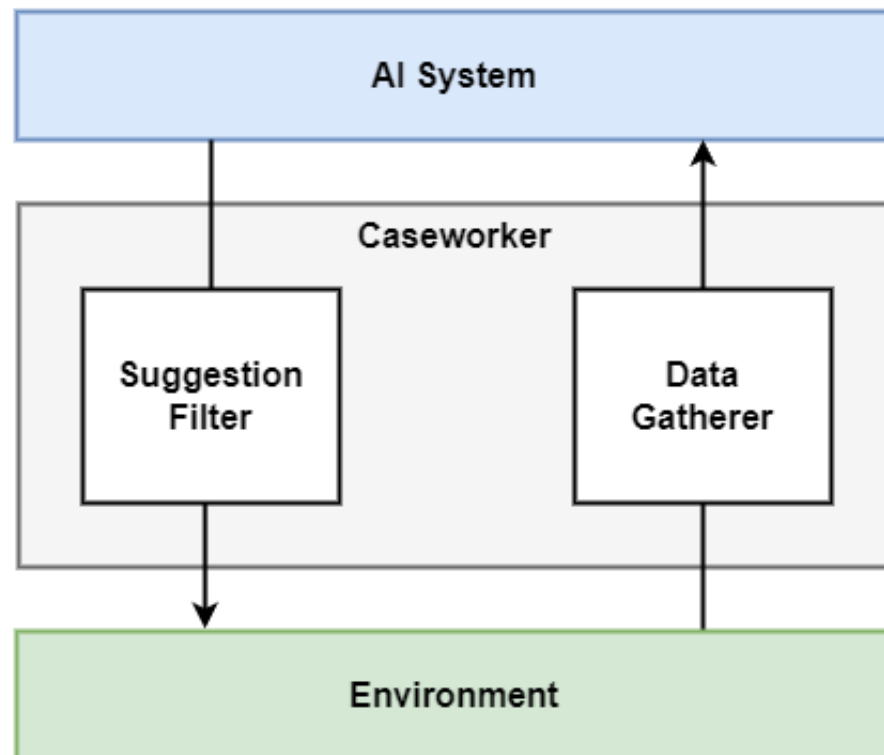 AI System
Caseworker
Suggestion
Filter
Data
Gatherer
Environment